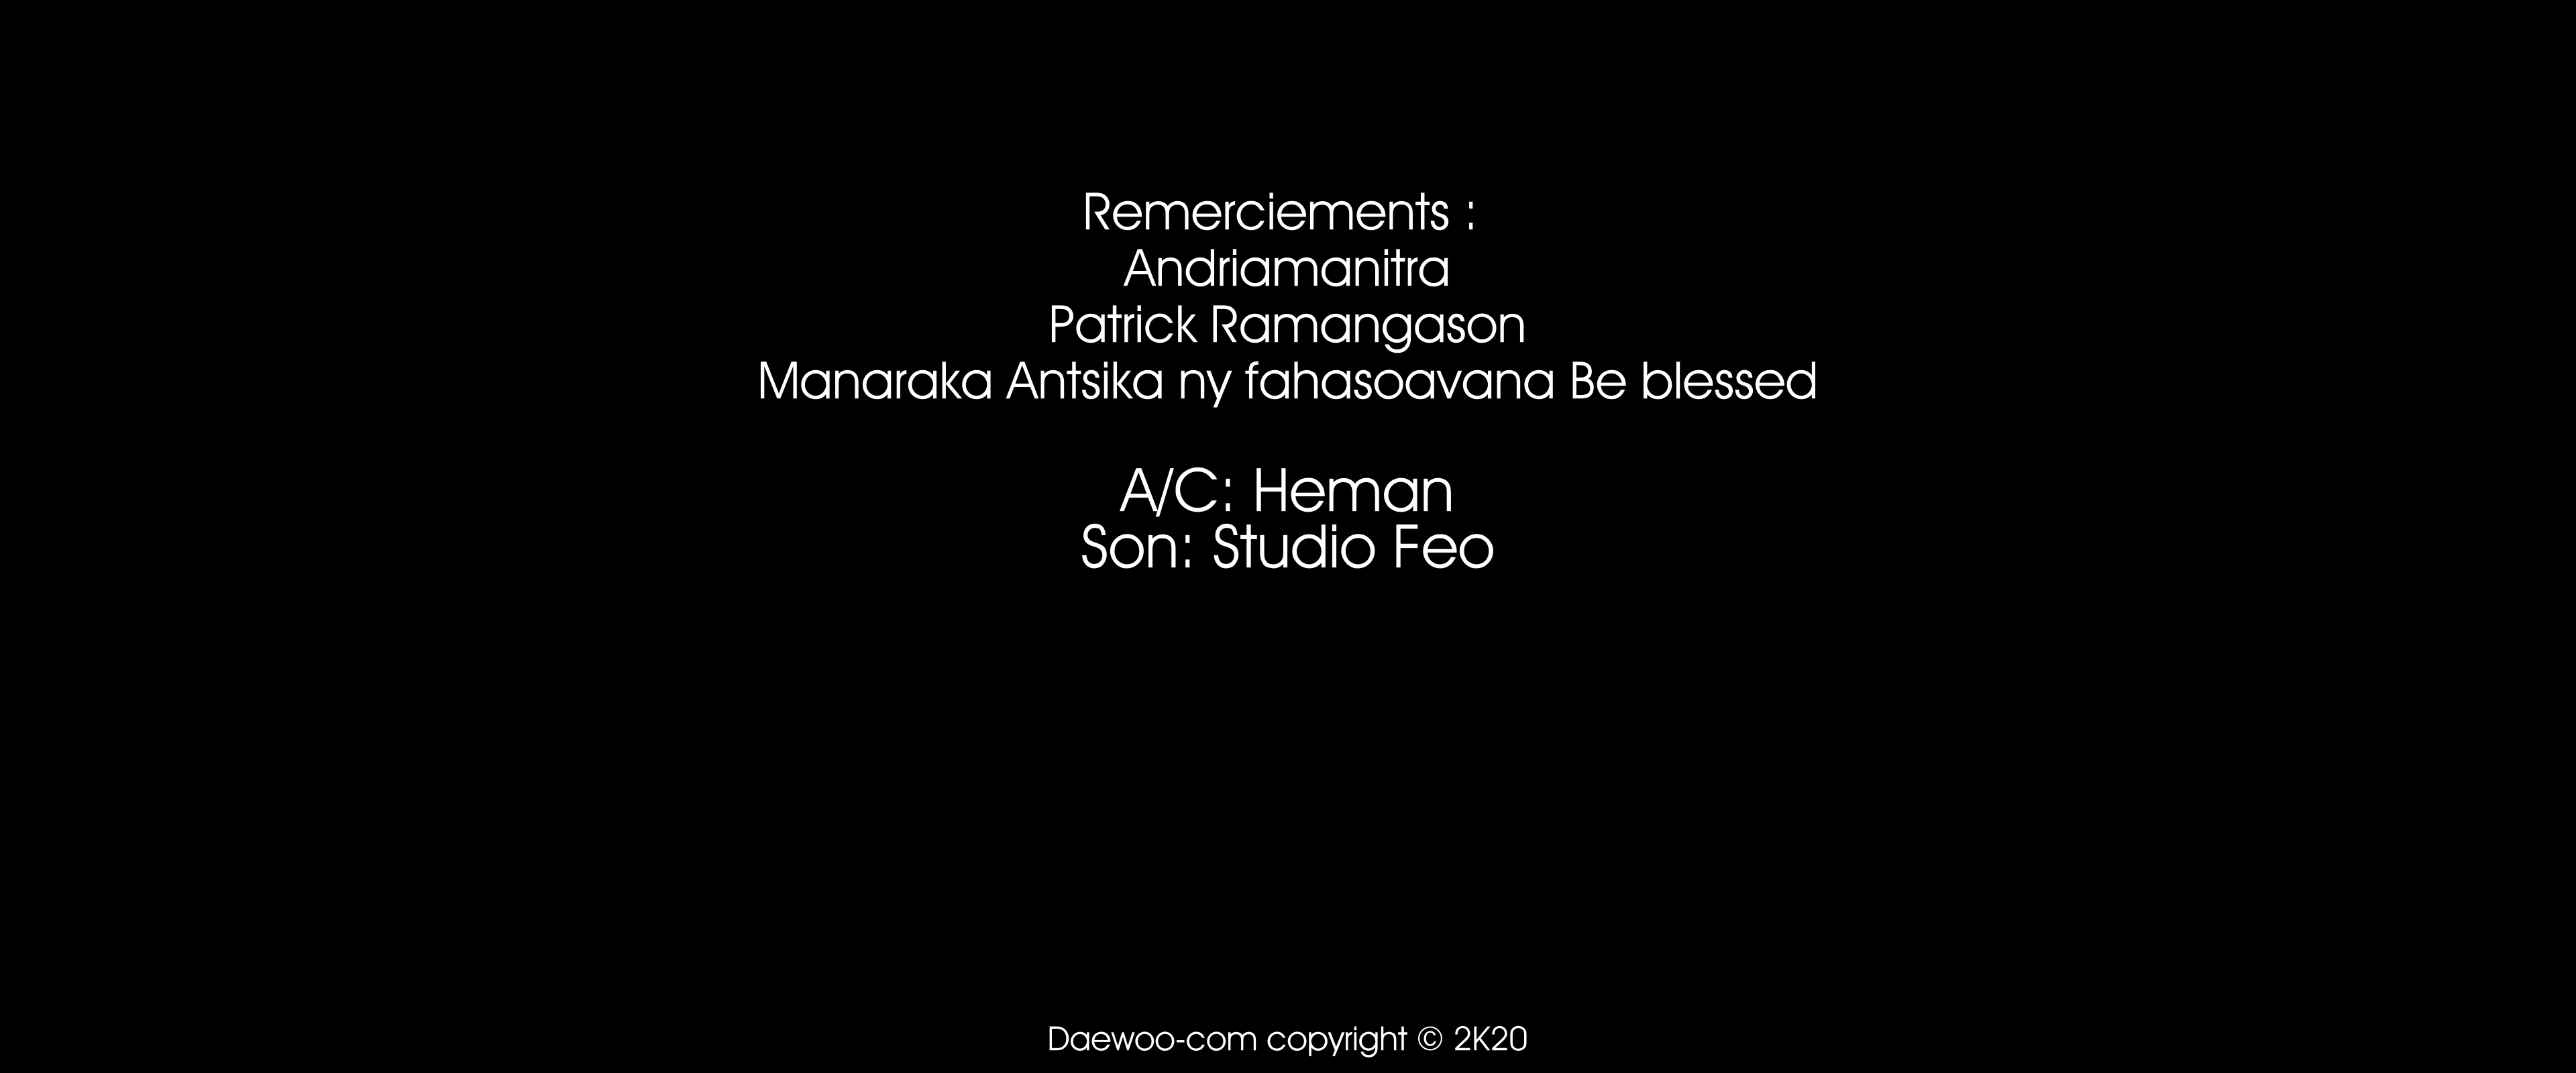 Remerciements :
Andriamanitra
Patrick Ramangason
Manaraka Antsika ny fahasoavana Be blessed
A/C: Heman
Son: Studio Feo
Daewoo-com copyright © 2K20